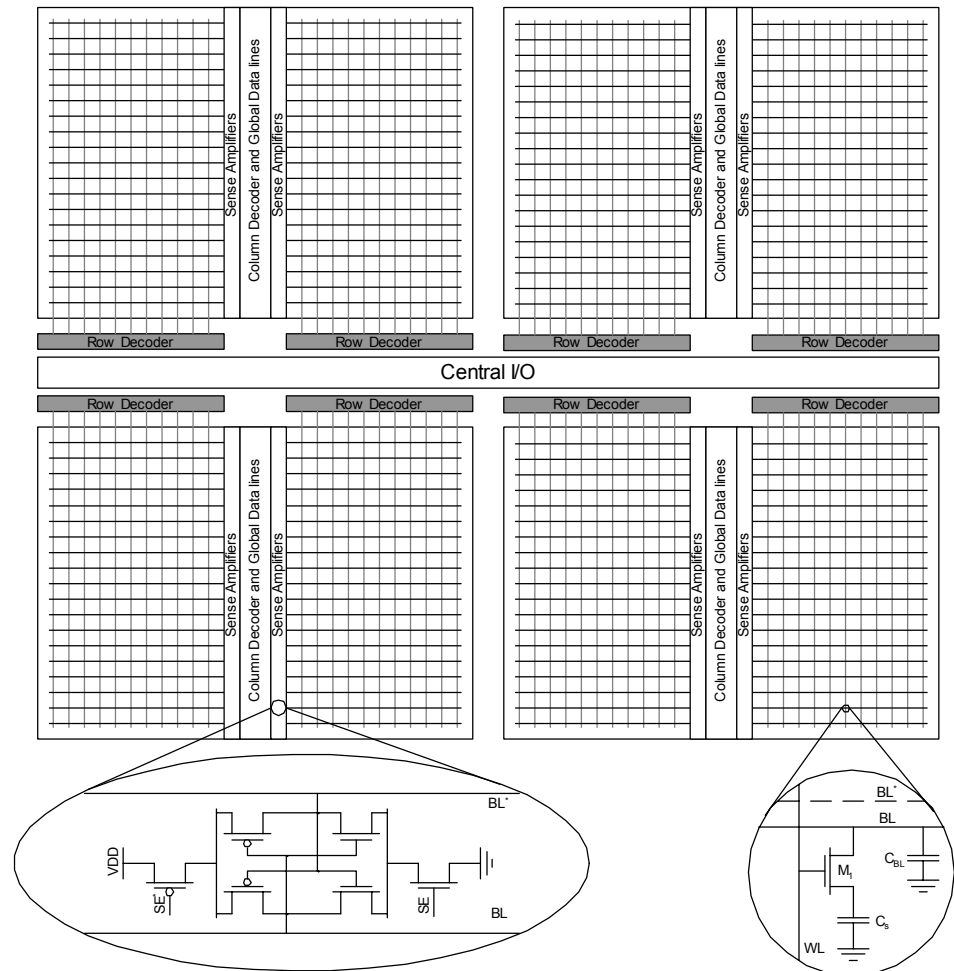 Sense Amplifiers
Column Decoder and Global Data lines
Sense Amplifiers
Sense Amplifiers
Column Decoder and Global Data lines
Sense Amplifiers
Row Decoder
Row Decoder
Row Decoder
Row Decoder
Central I/O
Row Decoder
Row Decoder
Row Decoder
Row Decoder
Sense Amplifiers
Column Decoder and Global Data lines
Sense Amplifiers
Sense Amplifiers
Column Decoder and Global Data lines
Sense Amplifiers
BL*
VDD
SE*
SE
BL
BL*
BL
M1
CBL
Cs
WL